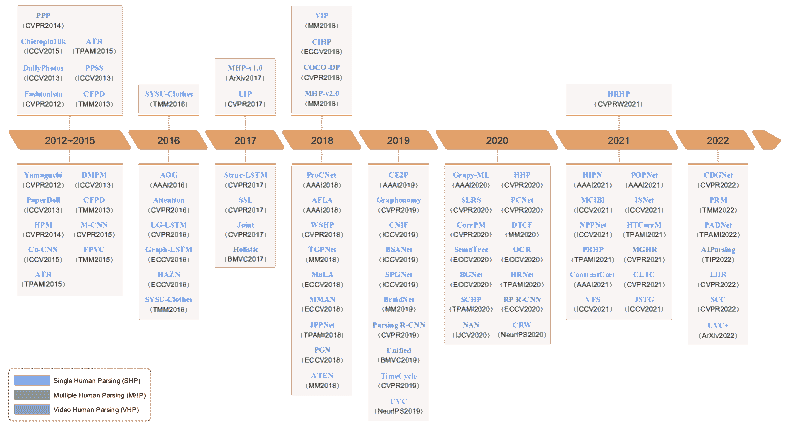 PPP
(CVPR2014)
Chictopia10k ATR
(ICCV2015) (TPAMI2015)
DailyPhotos PPSS
(ICCV2013) (ICCV2013)
Fashionista CFPD
(CVPR2012) (TMM2013)
SYSU-Clothes
(TMM2016)
MHP-v1.0
(ArXiv2017)
LIP
(CVPR2017)
VIP
(MM2018)
CIHP
(ECCV2018)
COCO-DP
(CVPR2018)
MHP-v2.0
(MM2018)
HRHP
(CVPRW2021)
2012~2015 2016 2017 2018 2019 2020 2021 2022
Yamaguchi DMPM
(CVPR2012) (ICCV2013)
PaperDoll CFPD
(ICCV2013) (TMM2013)
HPM M-CNN
(CVPR2014) (CVPR2015)
Co-CNN FPVC
(ICCV2015) (TMM2015)
ATR
(TPAMI2015)
AOG
(AAAI2016)
Attention
(CVPR2016)
LG-LSTM
(CVPR2016)
Graph-LSTM
(ECCV2016)
HAZN
(ECCV2016)
SYSU-Clothes
(TMM2016)
Struc-LSTM
(CVPR2017)
SSL
(CVPR2017)
Joint
(CVPR2017)
Holistic
(BMVC2017)
ProCNet
(AAAI2018)
AFLA
(AAAI2018)
WSHP
(CVPR2018)
TGPNet
(MM2018)
MuLA
(ECCV2018)
MMAN
(ECCV2018)
JPPNet
(TPAMI2018)
PGN
(ECCV2018)
ATEN
(MM2018)
CE2P
(AAAI2019)
Graphonomy
(CVPR2019)
CNIF
(ICCV2019)
BSANet
(ICCV2019)
SPGNet
(ICCV2019)
BraidNet
(MM2019)
Parsing R-CNN
(CVPR2019)
Unified
(BMVC2019)
TimeCycle
(CVPR2019)
UVC
(NeurIPS2019)
Grapy-ML HHP
(AAAI2020) (CVPR2020)
SLRS PCNet
(CVPR2020) (CVPR2020)
CorrPM DTCF
(CVPR2020) (MM2020)
SemaTree OCR
(ECCV2020) (ECCV2020)
BGNet HRNet
(ECCV2020) (TPAMI2020)
SCHP RP R-CNN
(TPAMI2020) (ECCV2020)
NAN CRW
(IJCV2020) (NeurIPS2020)
HIPN POPNet
(AAAI2021) (AAAI2021)
MCIBI ISNet
(ICCV2021) (ICCV2021)
NPPNet HTCorrM
(ICCV2021) (TPAMI2021)
PRHP MGHR
(TPAMI2021) (CVPR2021)
ContrastCorr CLTC
(AAAI2021) (CVPR2021)
VFS JSTG
(ICCV2021) (ICCV2021)
CDGNet
(CVPR2022)
PRM
(TMM2022)
PADNet
(TPAMI2022)
AIParsing
(TIP2022)
LIIR
(CVPR2022)
SCC
(CVPR2022)
UVC+
(ArXiv2022)
Single Human Parsing (SHP)
Multiple Human Parsing (MHP)
Video Human Parsing (VHP)